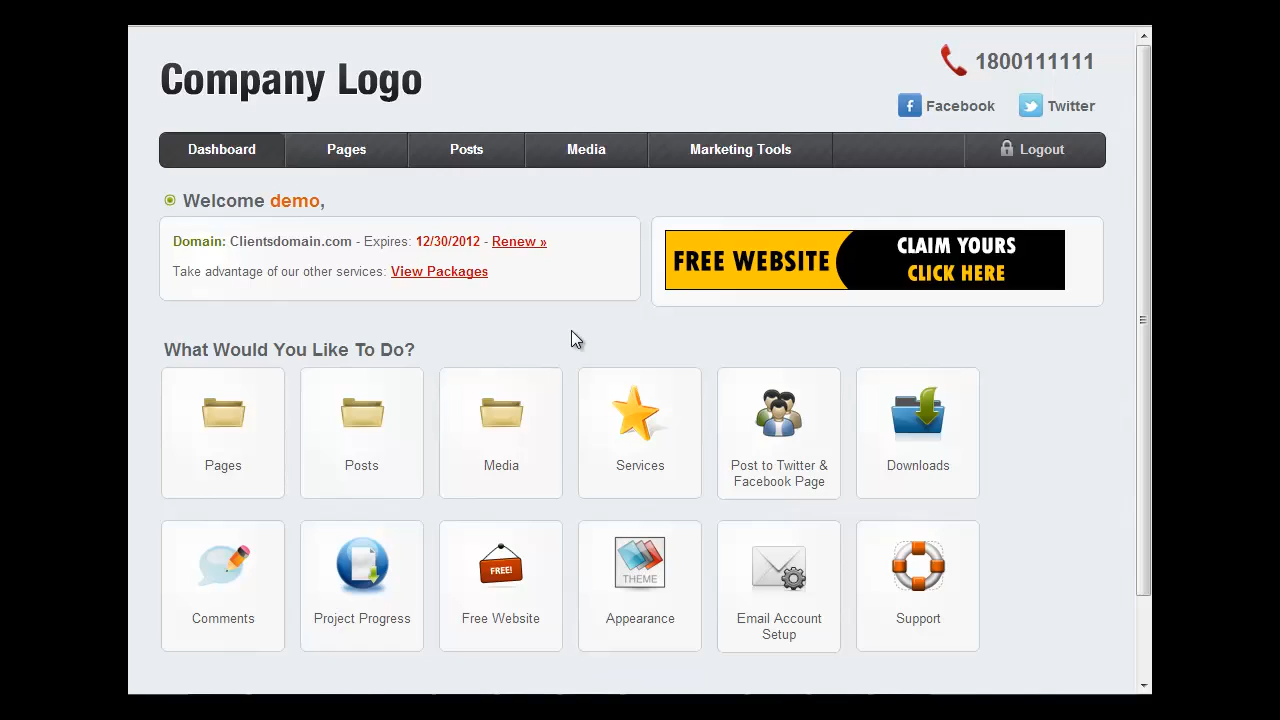 Company Logo
1800111111
Facebook
Twitter
Dashboard
Pages
Posts
Media
Marketing Tools
Logout
Welcome demo,
Domain: Clientsdomain.com - Expires: 12/30/2012 - Renew »
Take advantage of our other services: View Packages
FREE WEBSITE
CLAIM YOURS
CLICK HERE
What Would You Like To Do?
Pages
Posts
Media
Services
Post to Twitter &
Facebook Page
Downloads
FREE!
THEME
Comments
Project Progress
Free Website
Appearance
Email Account
Setup
Support